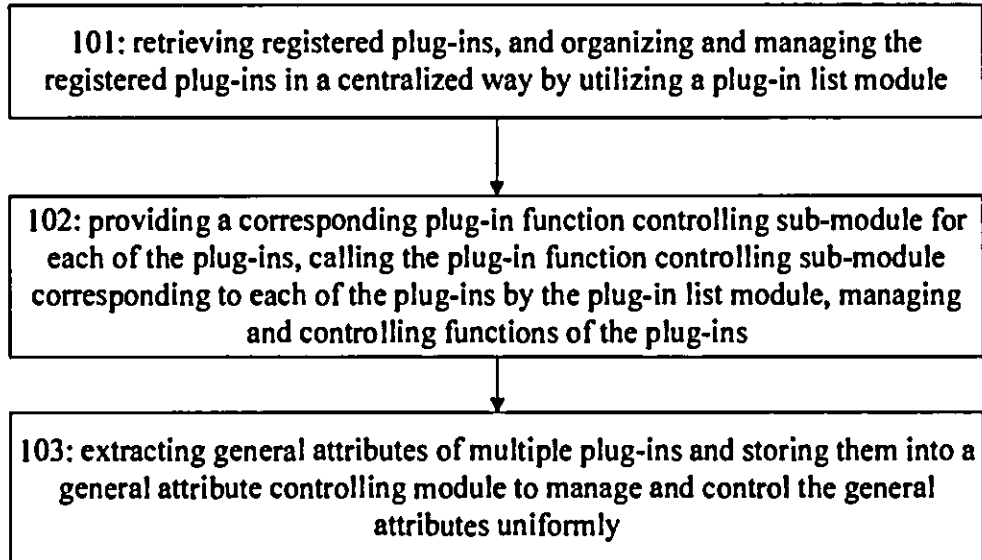 101: retrieving registered plug-ins, and organizing and managing the
registered plug-ins in a centralized way by utilizing a plug-in list module
102: providing a corresponding plug-in function controlling sub-module for
each of the plug-ins, calling the plug-in function controlling sub-module
corresponding to each of the plug-ins by the plug-in list module, managing
and controlling functions of the plug-ins
103: extracting general attributes of multiple plug-ins and storing them into a
general attribute controlling module to manage and control the general
attributes uniformly